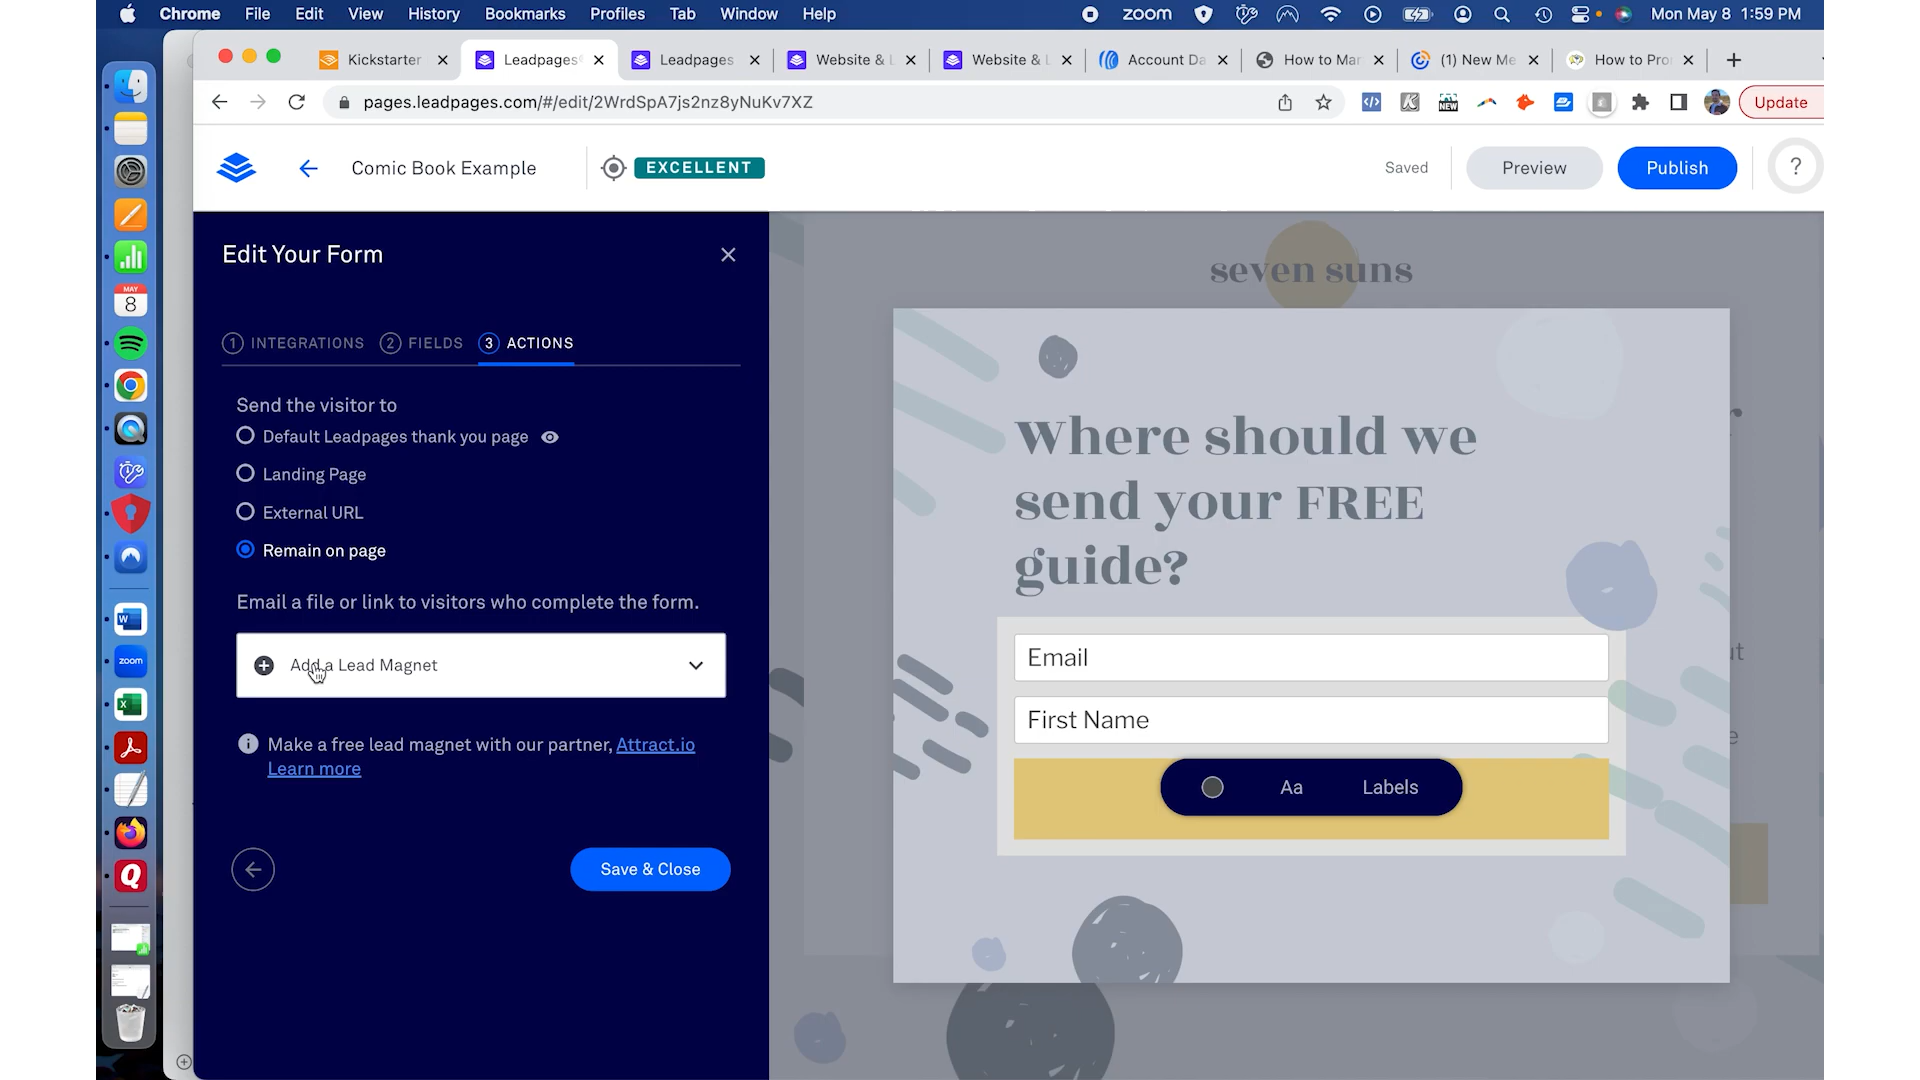 Chrome File Edit View History Bookmarks Profiles Tab Window Help
zoom
Mon May 8 1:59 PM
Kickstarter
Leadpages
Leadpages
Website & L
Website & L
Account Da
How to Mar
(1) New Me
How to Pro
pages.leadpages.com/#/edit/2WrdSpA7js2nz8yNuKv7XZ
NEW
Update
Comic Book Example
EXCELLENT
Saved
Preview
Publish
?
MAY
8
W
zoom
X
Q
Edit Your Form
1 INTEGRATIONS
2 FIELDS
3 ACTIONS
Send the visitor to
Default Leadpages thank you page
Landing Page
External URL
Remain on page
Email a file or link to visitors who complete the form.
Add a Lead Magnet
Make a free lead magnet with our partner, Attract.io
Learn more
Save & Close
seven suns
Where should we
send your FREE
guide?
Email
First Name
Aa
Labels